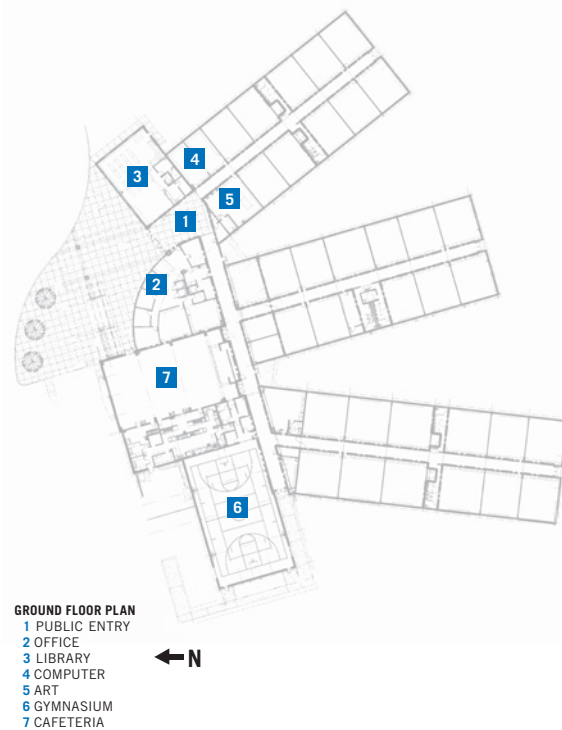 4
3
5
1
2
7
6
GROUND FLOOR PLAN
1 PUBLIC ENTRY
2 OFFICE
3 LIBRARY
4 COMPUTER
5 ART
6 GYMNASIUM
7 CAFETERIA
N